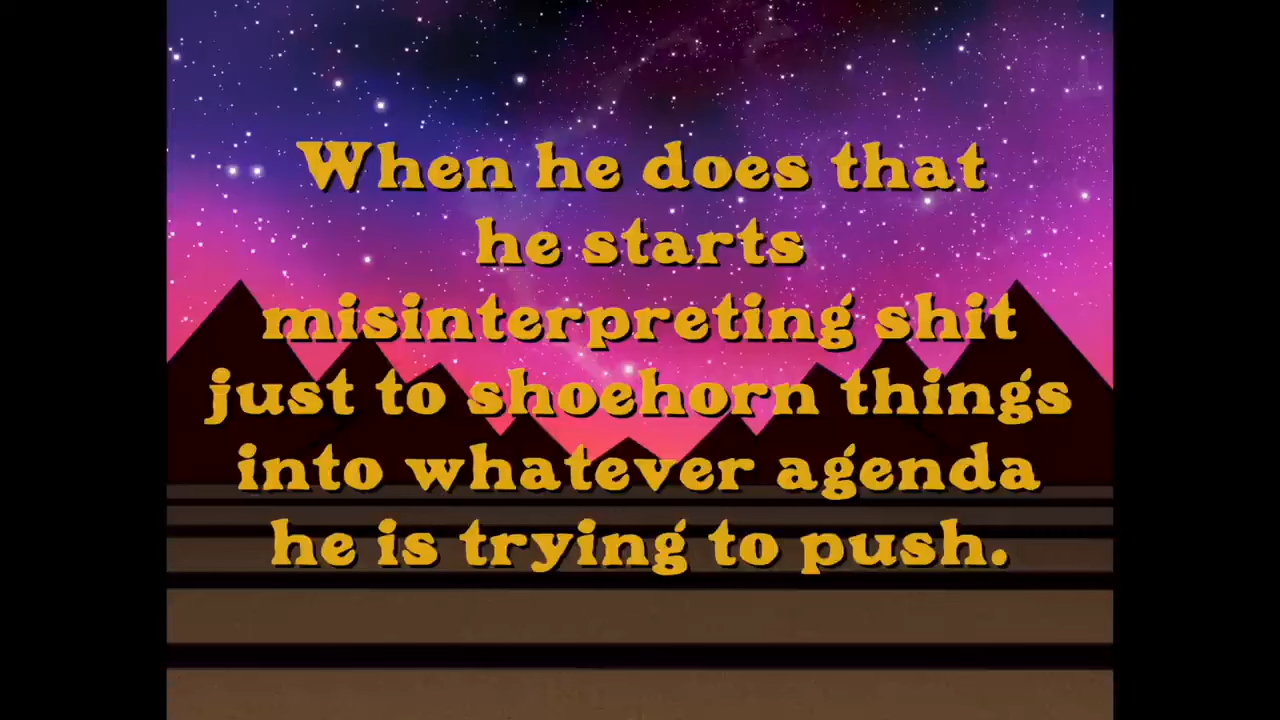 When he does that
he starts
misinterpreting shit
just to shoehorn things
into whatever agenda
he is trying to push.